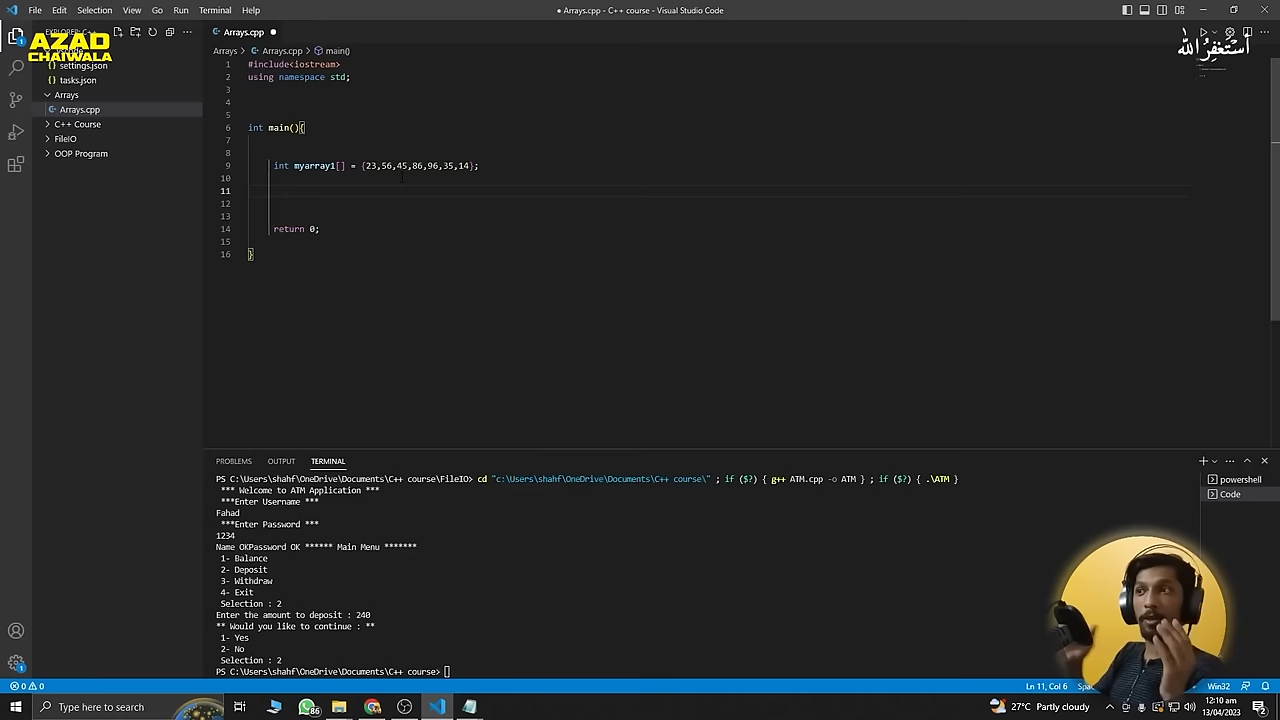 File Edit Selection View Go Run Terminal Help
● Arrays.cpp - C++ course - Visual Studio Code
AZAD
CHAIWALA
أستغفر الله
settings.json
tasks.json
Arrays
Arrays.cpp
C++ Course
FileIO
OOP Program
Arrays.cpp ●
Arrays > Arrays.cpp > main()
1 #include<iostream>
2 using namespace std;
3
4
5
6 int main(){
7
8
9 int myarray1[] = {23,56,45,86,96,35,14};
10
11
12
13
14 return 0;
15
16 }
PROBLEMS OUTPUT TERMINAL
powershell
Code
PS C:\Users\shahf\OneDrive\Documents\C++ course\FileIO> cd "c:\Users\shahf\OneDrive\Documents\C++ course\" ; if ($?) { g++ ATM.cpp -o ATM } ; if ($?) { .\ATM }
*** Welcome to ATM Application ***
***Enter Username ***
Fahad
***Enter Password ***
1234
Name OKPassword OK ****** Main Menu *******
1- Balance
2- Deposit
3- Withdraw
4- Exit
Selection : 2
Enter the amount to deposit : 240
** Would you like to continue : **
1- Yes
2- No
Selection : 2
PS C:\Users\shahf\OneDrive\Documents\C++ course>
0 0 Ln 11, Col 6 Win32
Type here to search
86
27°C Partly cloudy
12:10 am
13/04/2023